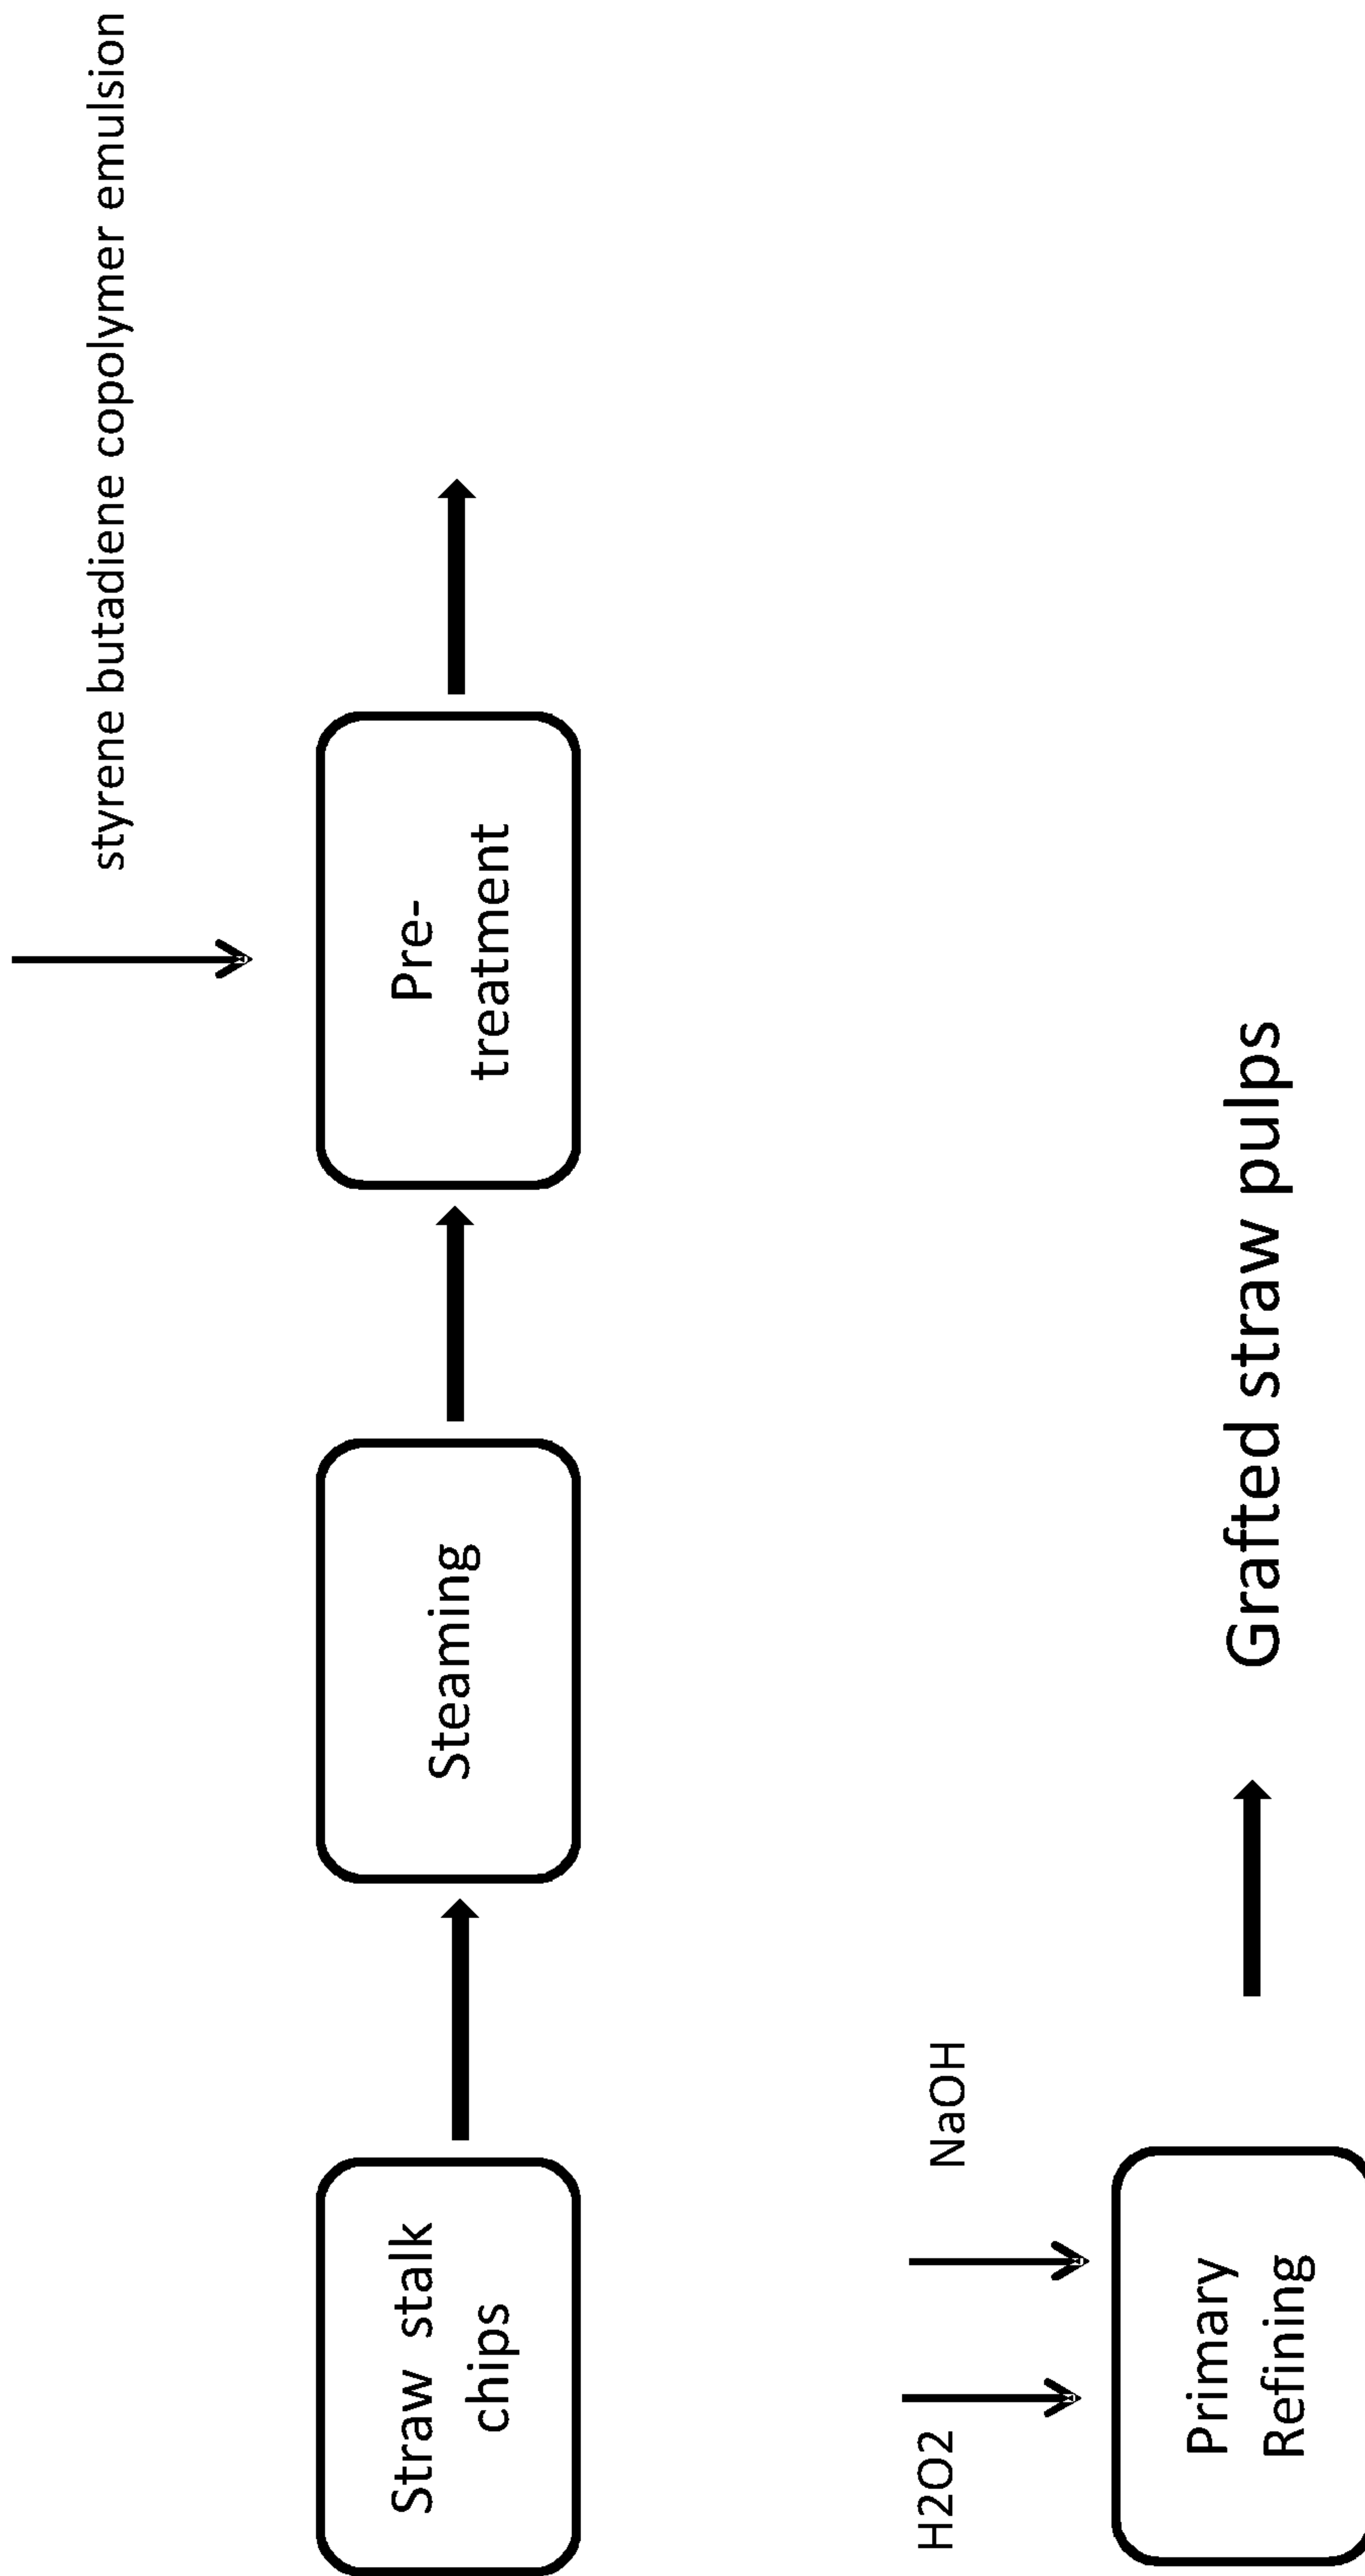 styrene butadiene copolymer emulsion
Straw stalk
chips
Steaming
Pre-
treatment
H2O2
NaOH
Primary
Refining
Grafted straw pulps